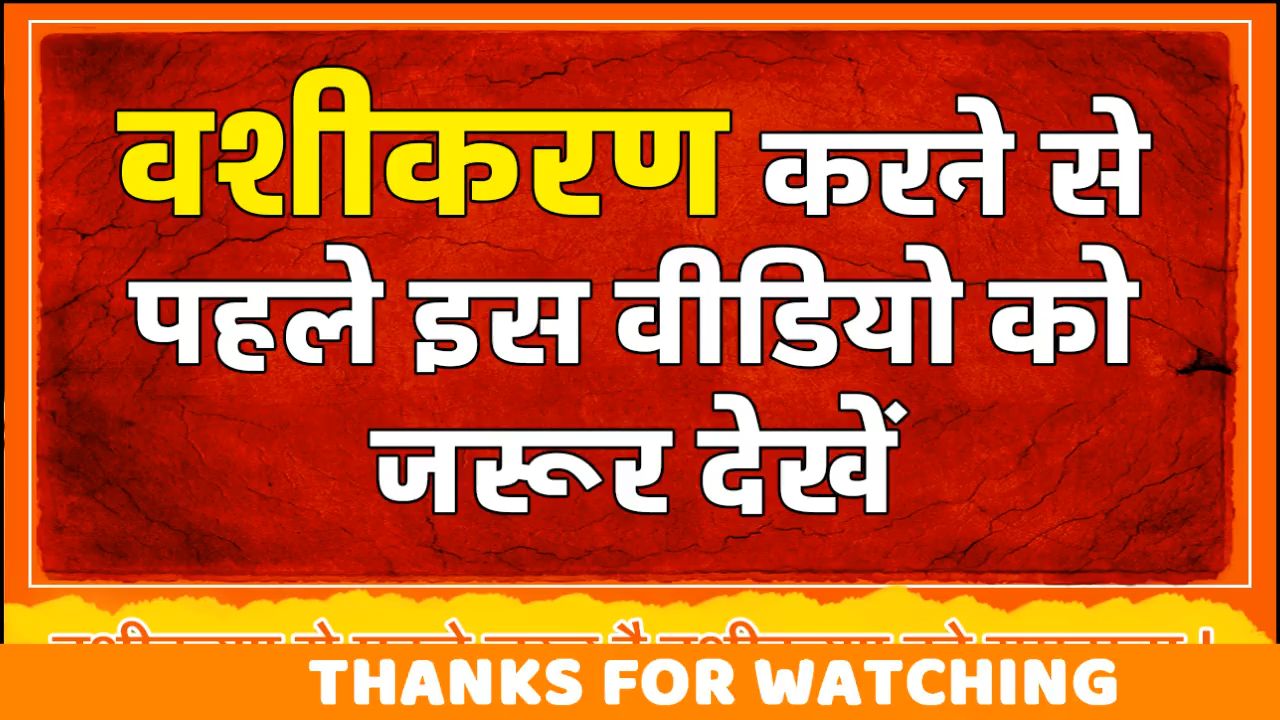 वशीकरण करने से
पहले इस वीडियो को
जरूर देखें
THANKS FOR WATCHING